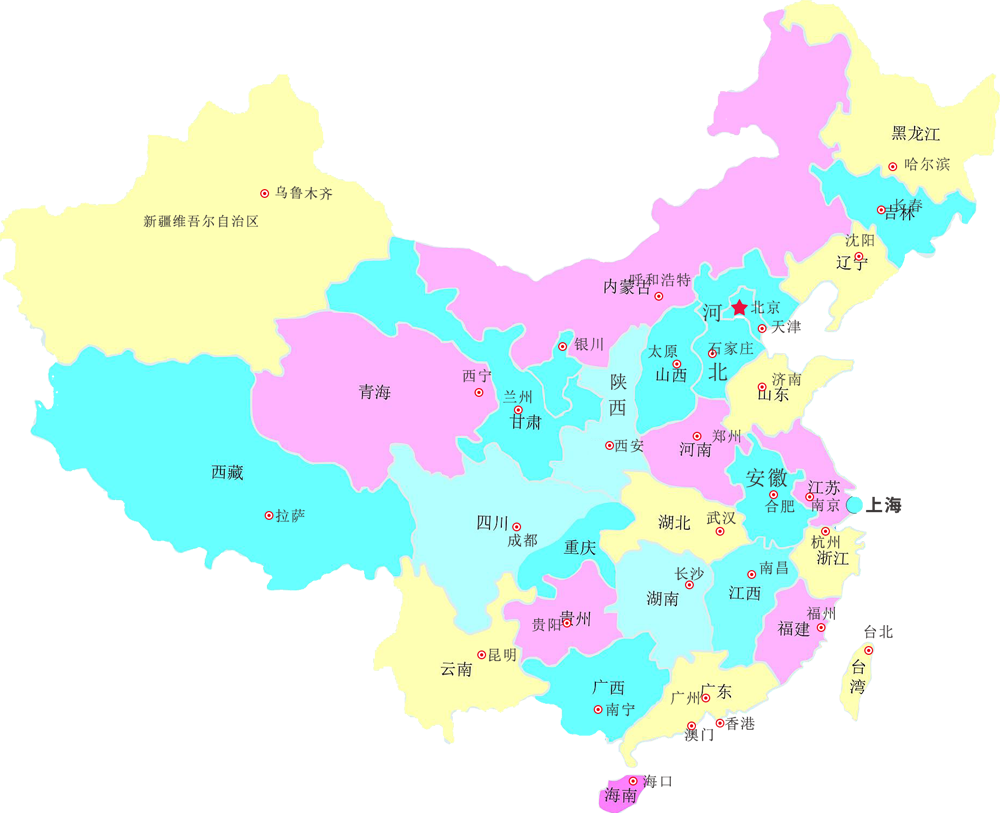 黑龙江
哈尔滨
乌鲁木齐
新疆维吾尔自治区
长春
吉林
沈阳
辽宁
呼和浩特
内蒙古
北京
河
北
天津
石家庄
银川
太原
山西
陕
西
西宁
青海
兰州
甘肃
济南
山东
西安
郑州
河南
西藏
拉萨
安徽
合肥
江苏
南京
上海
四川
成都
湖北
武汉
重庆
杭州
浙江
长沙
湖南
南昌
江西
贵阳
贵州
福州
福建
台北
台
湾
昆明
云南
广西
南宁
广东
广州
香港
澳门
海口
海南